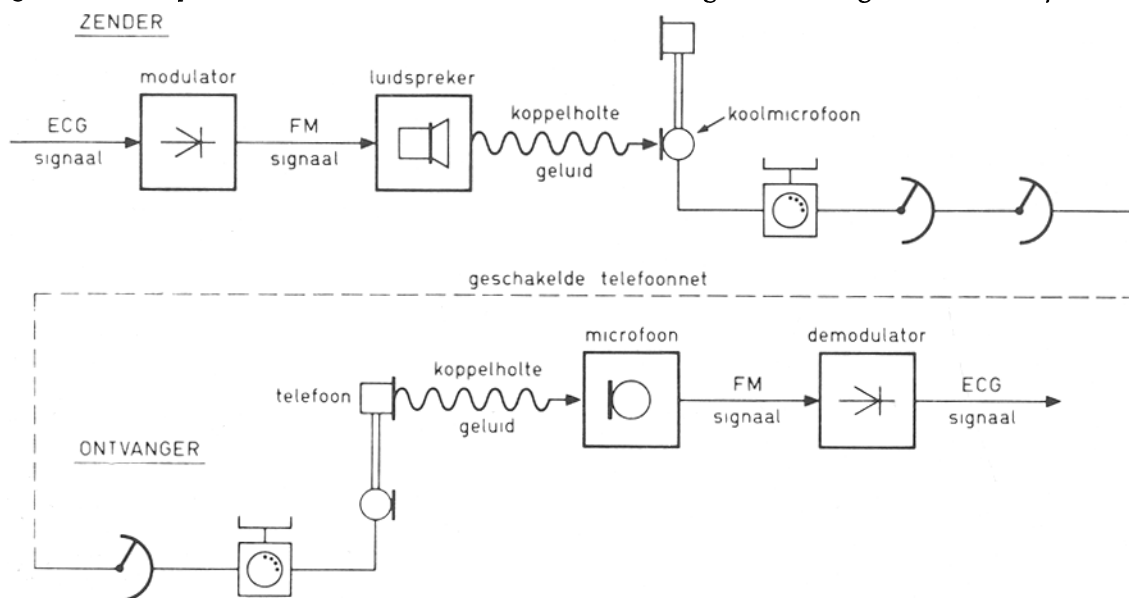 ZENDER
modulator
luidspreker
ECG
signaal
FM
signaal
koppelholte
geluid
koolmicrofoon
geschakelde telefoonnet
microfoon
demodulator
telefoon
koppelholte
geluid
FM
signaal
ECG
signaal
ONTVANGER